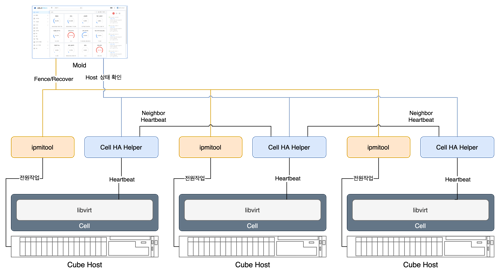 Mold
Fence/Recover
Host 상태 확인
Neighbor
Heartbeat
Neighbor
Heartbeat
ipmitool
Cell HA Helper
ipmitool
Cell HA Helper
ipmitool
Cell HA Helper
전원작업
Heartbeat
전원작업
Heartbeat
전원작업
Heartbeat
libvirt
libvirt
libvirt
Cell
Cell
Cell
Cube Host
Cube Host
Cube Host